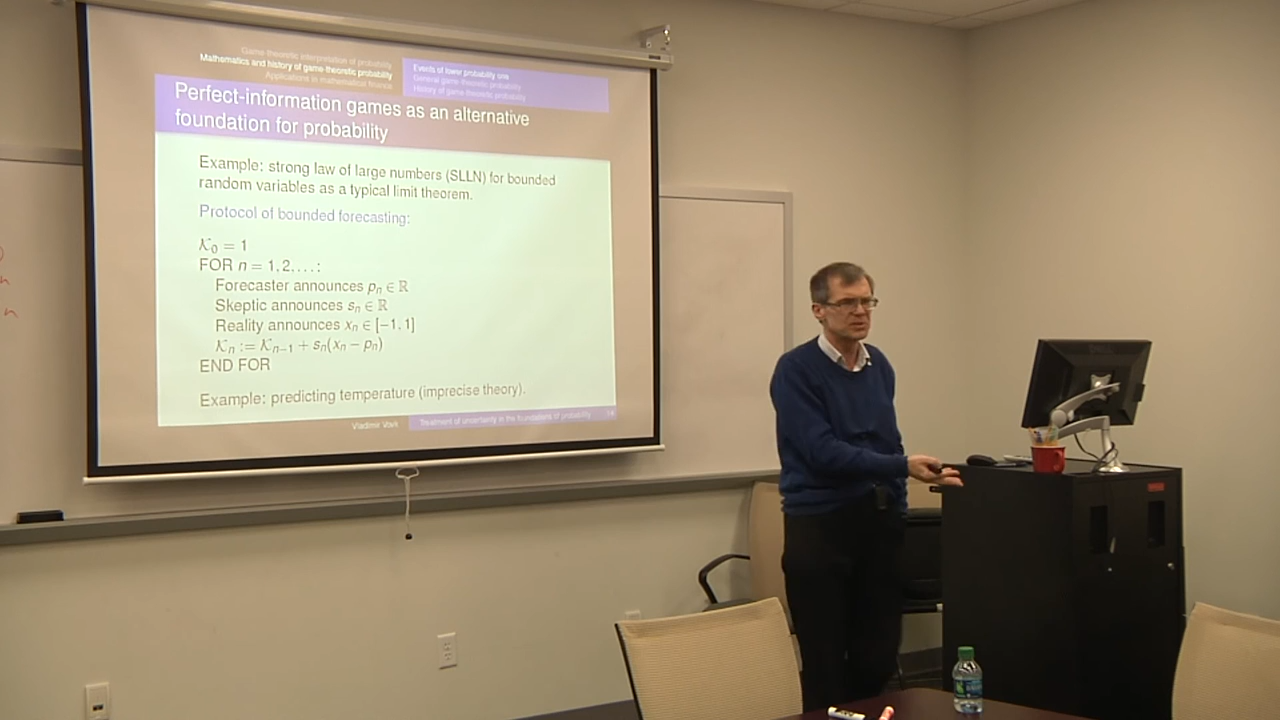 Game-theoretic interpretation of probability
Mathematics and history of game-theoretic probability
Applications in mathematical finance
Events of lower probability one
General game-theoretic probability
History of game-theoretic probability
Perfect-information games as an alternative
foundation for probability
Example: strong law of large numbers (SLLN) for bounded
random variables as a typical limit theorem.
Protocol of bounded forecasting:
𝒦₀ = 1
FOR n = 1, 2, . . . :
Forecaster announces pₙ ∈ ℝ
Skeptic announces sₙ ∈ ℝ
Reality announces xₙ ∈ [−1, 1]
𝒦ₙ := 𝒦ₙ₋₁ + sₙ(xₙ − pₙ)
END FOR
Example: predicting temperature (imprecise theory).
Vladimir Vovk
Treatment of uncertainty in the foundations of probability